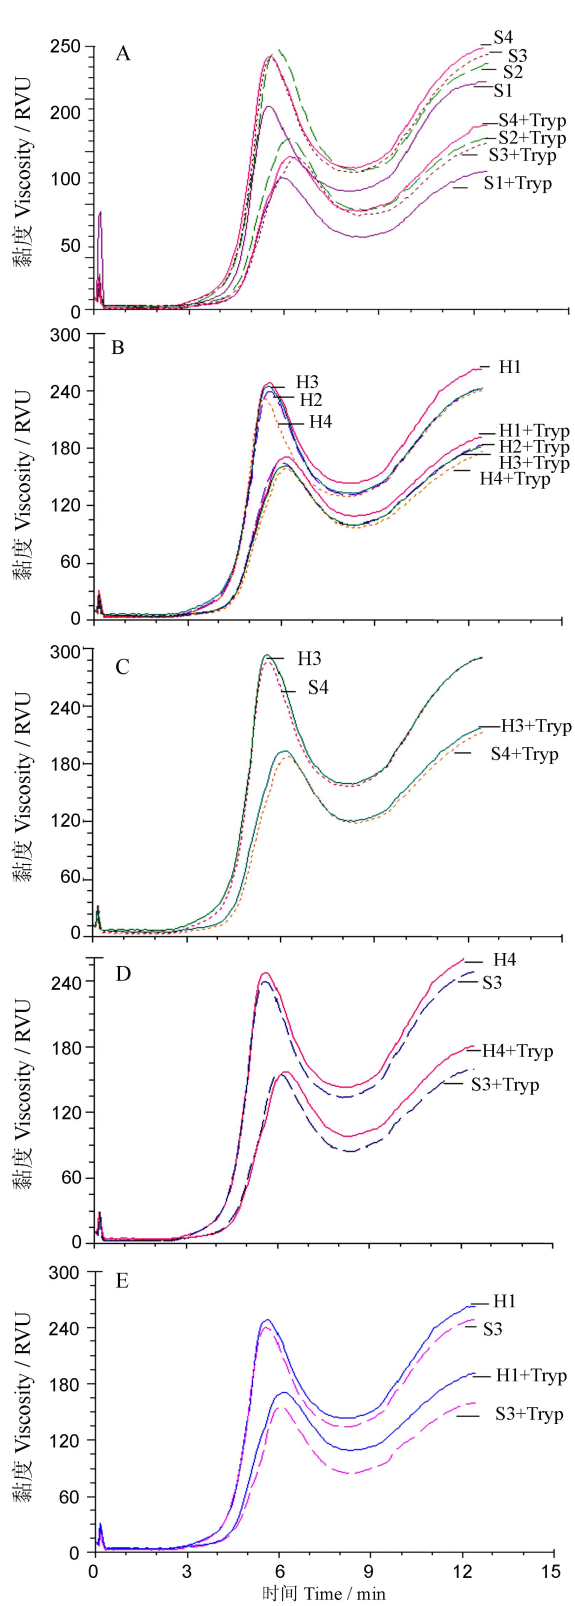 A
250
200
100
50
0
黏度 Viscosity / RVU
S4
S3
S2
S1
S4+Tryp
S2+Tryp
S3+Tryp
S1+Tryp
B
300
240
180
120
60
0
黏度 Viscosity / RVU
H3
H2
H4
H1
H1+Tryp
H2+Tryp
H3+Tryp
H4+Tryp
C
300
240
180
120
60
0
黏度 Viscosity / RVU
H3
S4
H3+Tryp
S4+Tryp
D
240
180
120
60
0
黏度 Viscosity / RVU
H4
S3
H4+Tryp
S3+Tryp
E
300
240
180
120
60
0
黏度 Viscosity / RVU
H1
S3
H1+Tryp
S3+Tryp
0 3 6 9 12 15
时间 Time / min